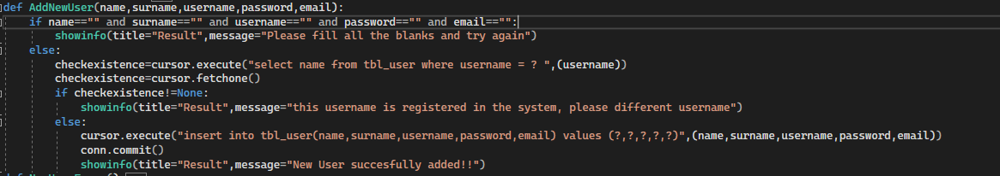 def AddNewUser(name,surname,username,password,email):
if name=="" and surname=="" and username=="" and password=="" and email=="":
showinfo(title="Result",message="Please fill all the blanks and try again")
else:
checkexistence=cursor.execute("select name from tbl_user where username = ? ",(username))
checkexistence=cursor.fetchone()
if checkexistence!=None:
showinfo(title="Result",message="this username is registered in the system, please different username")
else:
cursor.execute("insert into tbl_user(name,surname,username,password,email) values (?,?,?,?,?)",(name,surname,username,password,email))
conn.commit()
showinfo(title="Result",message="New User succesfully added!!")